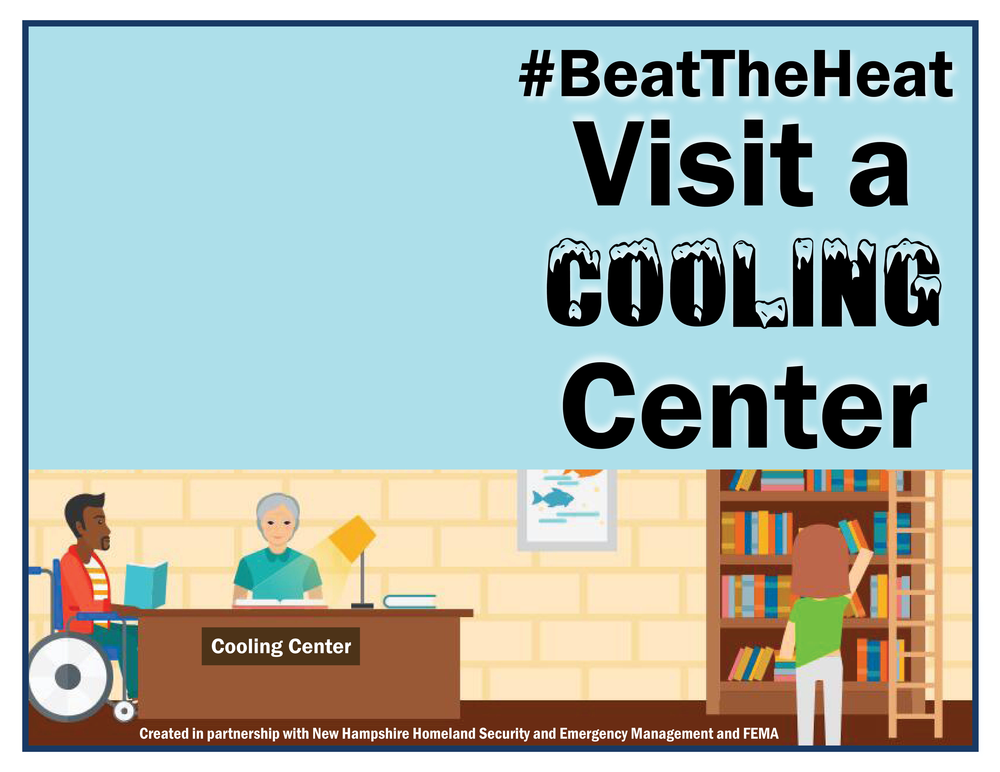 #BeatTheHeat
Visit a
COOLING
Center
Cooling Center
Created in partnership with New Hampshire Homeland Security and Emergency Management and FEMA